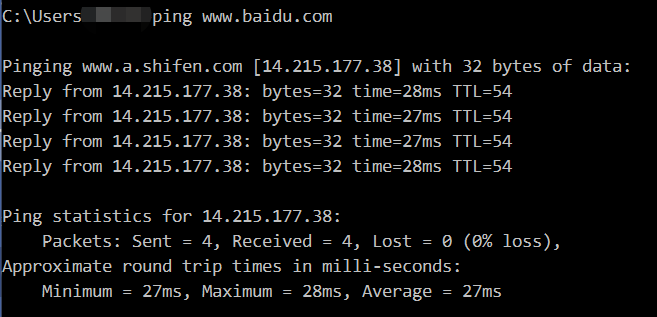 C:\Users ping www.baidu.com
Pinging www.a.shifen.com [14.215.177.38] with 32 bytes of data:
Reply from 14.215.177.38: bytes=32 time=28ms TTL=54
Reply from 14.215.177.38: bytes=32 time=27ms TTL=54
Reply from 14.215.177.38: bytes=32 time=27ms TTL=54
Reply from 14.215.177.38: bytes=32 time=28ms TTL=54
Ping statistics for 14.215.177.38:
Packets: Sent = 4, Received = 4, Lost = 0 (0% loss),
Approximate round trip times in milli-seconds:
Minimum = 27ms, Maximum = 28ms, Average = 27ms